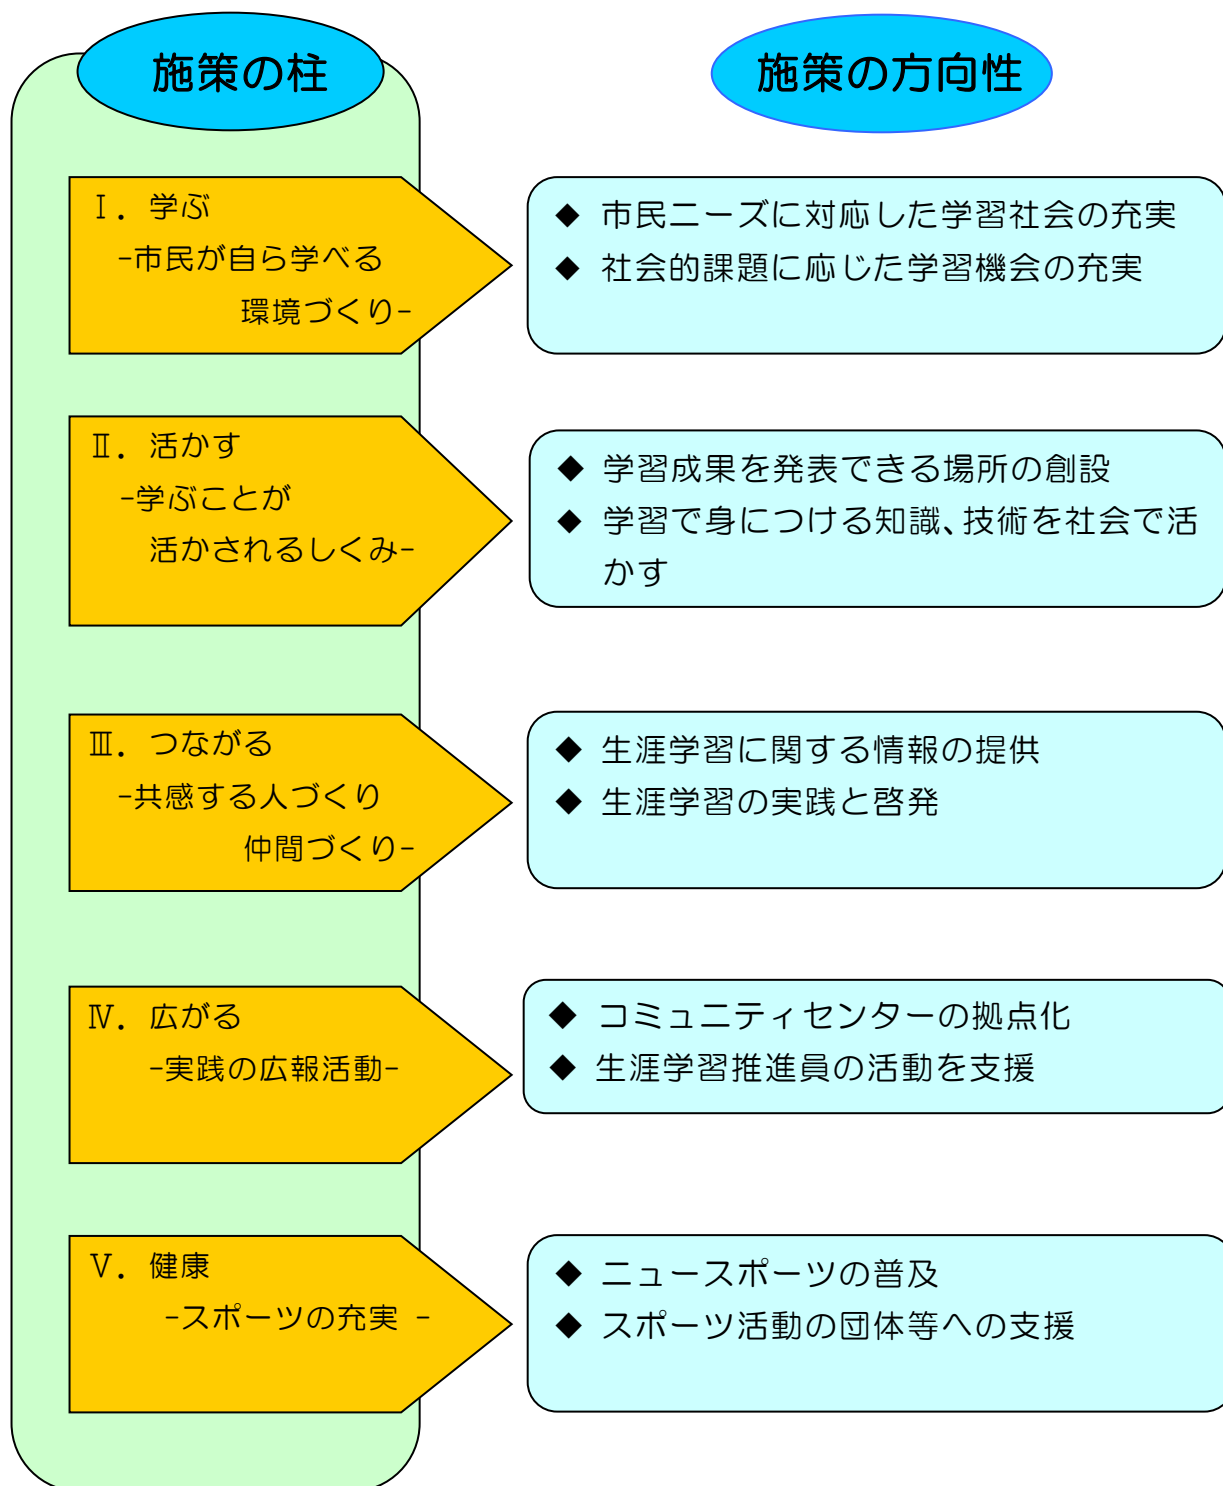 施策の柱
施策の方向性
Ⅰ．学ぶ
-市民が自ら学べる
環境づくり-
◆ 市民ニーズに対応した学習社会の充実
◆ 社会的課題に応じた学習機会の充実
Ⅱ．活かす
-学ぶことが
活かされるしくみ-
◆ 学習成果を発表できる場所の創設
◆ 学習で身につける知識、技術を社会で活
かす
Ⅲ．つながる
-共感する人づくり
仲間づくり-
◆ 生涯学習に関する情報の提供
◆ 生涯学習の実践と啓発
Ⅳ．広がる
-実践の広報活動-
◆ コミュニティセンターの拠点化
◆ 生涯学習推進員の活動を支援
Ⅴ．健康
-スポーツの充実 -
◆ ニュースポーツの普及
◆ スポーツ活動の団体等への支援